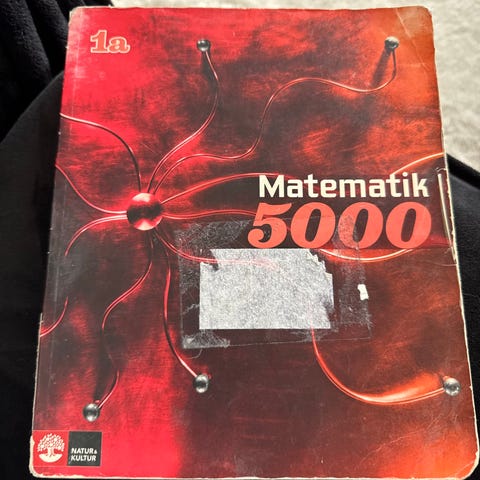 1a
Matematik
5000
NATUR &
KULTUR